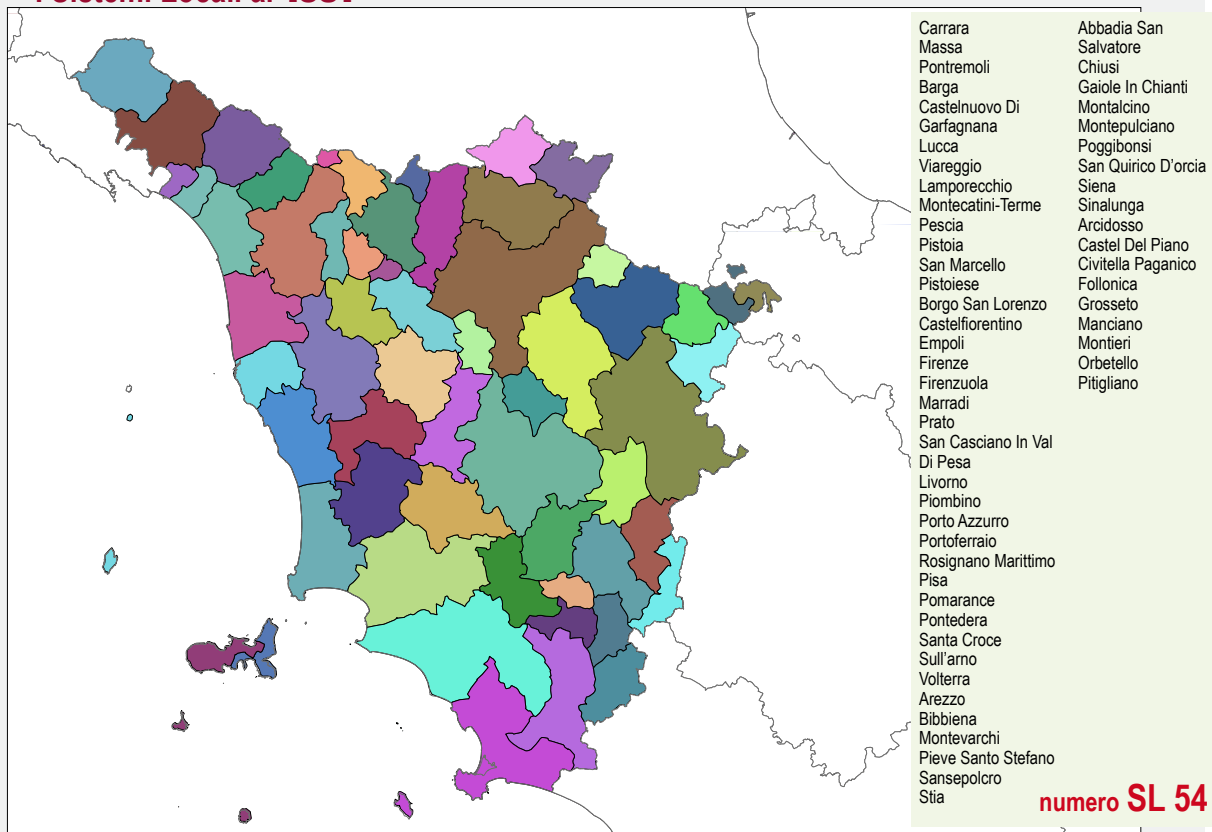 Carrara
Massa
Pontremoli
Barga
Castelnuovo Di
Garfagnana
Lucca
Viareggio
Lamporecchio
Montecatini-Terme
Pescia
Pistoia
San Marcello
Pistoiese
Borgo San Lorenzo
Castelfiorentino
Empoli
Firenze
Firenzuola
Marradi
Prato
San Casciano In Val
Di Pesa
Livorno
Piombino
Porto Azzurro
Portoferraio
Rosignano Marittimo
Pisa
Pomarance
Pontedera
Santa Croce
Sull'arno
Volterra
Arezzo
Bibbiena
Montevarchi
Pieve Santo Stefano
Sansepolcro
Stia
Abbadia San
Salvatore
Chiusi
Gaiole In Chianti
Montalcino
Montepulciano
Poggibonsi
San Quirico D'orcia
Siena
Sinalunga
Arcidosso
Castel Del Piano
Civitella Paganico
Follonica
Grosseto
Manciano
Montieri
Orbetello
Pitigliano
numero SL 54